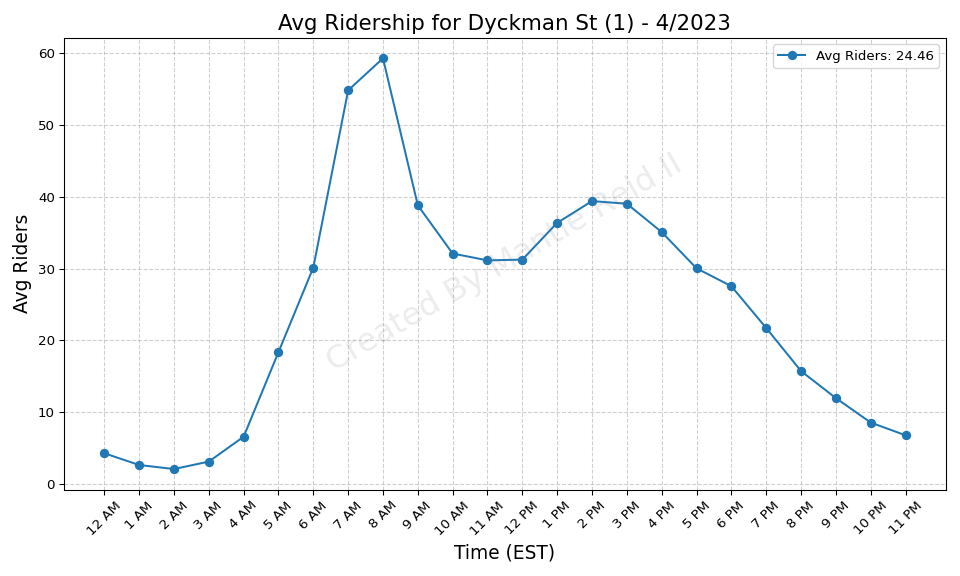 Avg Ridership for Dyckman St (1) - 4/2023
Avg Riders: 24.46
60
50
40
30
20
10
0
Avg Riders
Created By Mantie Reid II
12 AM
1 AM
2 AM
3 AM
4 AM
5 AM
6 AM
7 AM
8 AM
9 AM
10 AM
11 AM
12 PM
1 PM
2 PM
3 PM
4 PM
5 PM
6 PM
7 PM
8 PM
9 PM
10 PM
11 PM
Time (EST)